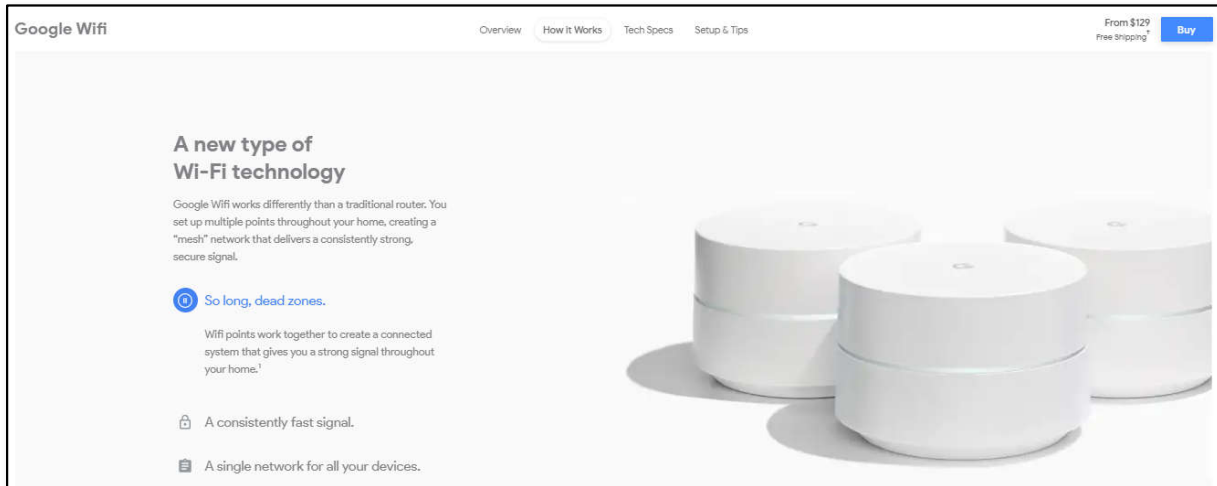 Google Wifi
Overview
How It Works
Tech Specs
Setup & Tips
From $129
Free Shipping†
Buy
A new type of
Wi-Fi technology
Google Wifi works differently than a traditional router. You
set up multiple points throughout your home, creating a
"mesh" network that delivers a consistently strong,
secure signal.
So long, dead zones.
Wifi points work together to create a connected
system that gives you a strong signal throughout
your home.¹
A consistently fast signal.
A single network for all your devices.
G
G
G